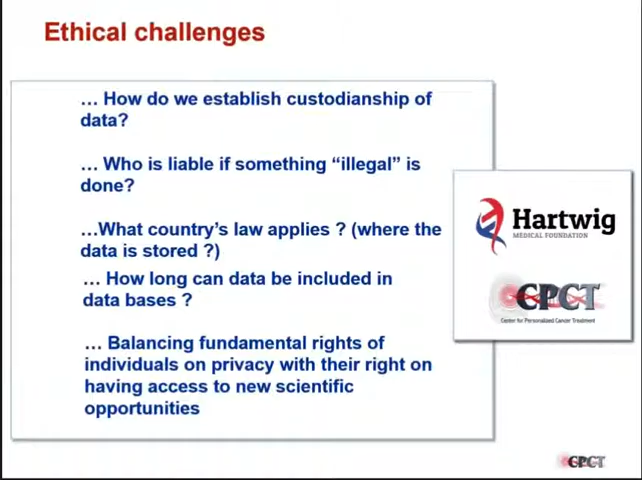 Ethical challenges
… How do we establish custodianship of
data?
… Who is liable if something “illegal” is
done?
…What country’s law applies ? (where the
data is stored ?)
… How long can data be included in
data bases ?
… Balancing fundamental rights of
individuals on privacy with their right on
having access to new scientific
opportunities
Hartwig
MEDICAL FOUNDATION
CPCT
Center for Personalized Cancer Treatment
CPCT